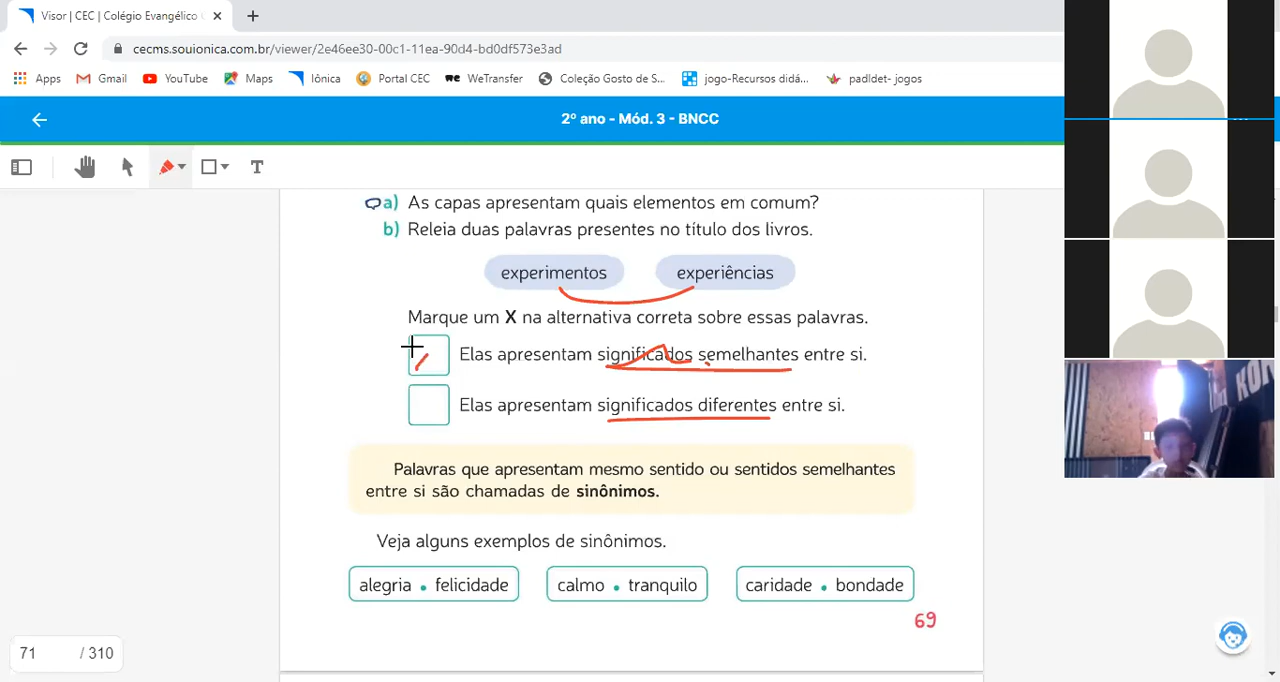 Visor | CEC | Colégio Evangélico
cecms.souionica.com.br/viewer/2e46ee30-00c1-11ea-90d4-bd0df573e3ad
Apps Gmail YouTube Maps Iônica Portal CEC WeTransfer Coleção Gosto de S... jogo-Recursos didá... padldet- jogos
2º ano - Mód. 3 - BNCC
T
a) As capas apresentam quais elementos em comum?
b) Releia duas palavras presentes no título dos livros.
experimentos experiências
Marque um X na alternativa correta sobre essas palavras.
Elas apresentam significados semelhantes entre si.
Elas apresentam significados diferentes entre si.
Palavras que apresentam mesmo sentido ou sentidos semelhantes
entre si são chamadas de sinônimos.
Veja alguns exemplos de sinônimos.
alegria • felicidade calmo • tranquilo caridade • bondade
69
71 / 310